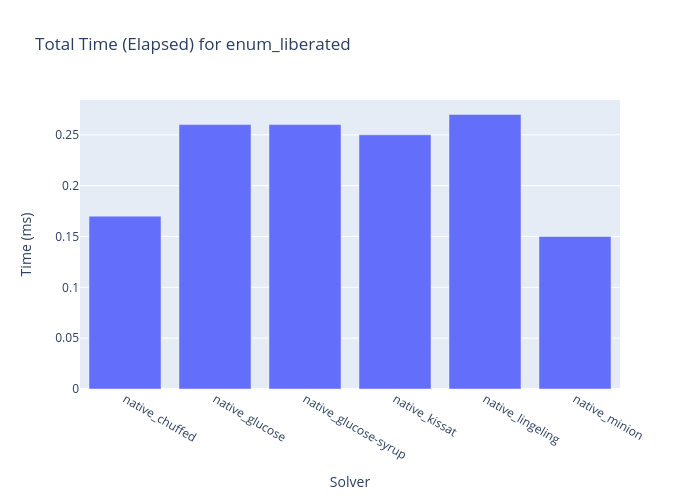 Total Time (Elapsed) for enum_liberated
Time (ms)
0.25
0.2
0.15
0.1
0.05
0
native_chuffed
native_glucose
native_glucose-syrup
native_kissat
native_lingeling
native_minion
Solver